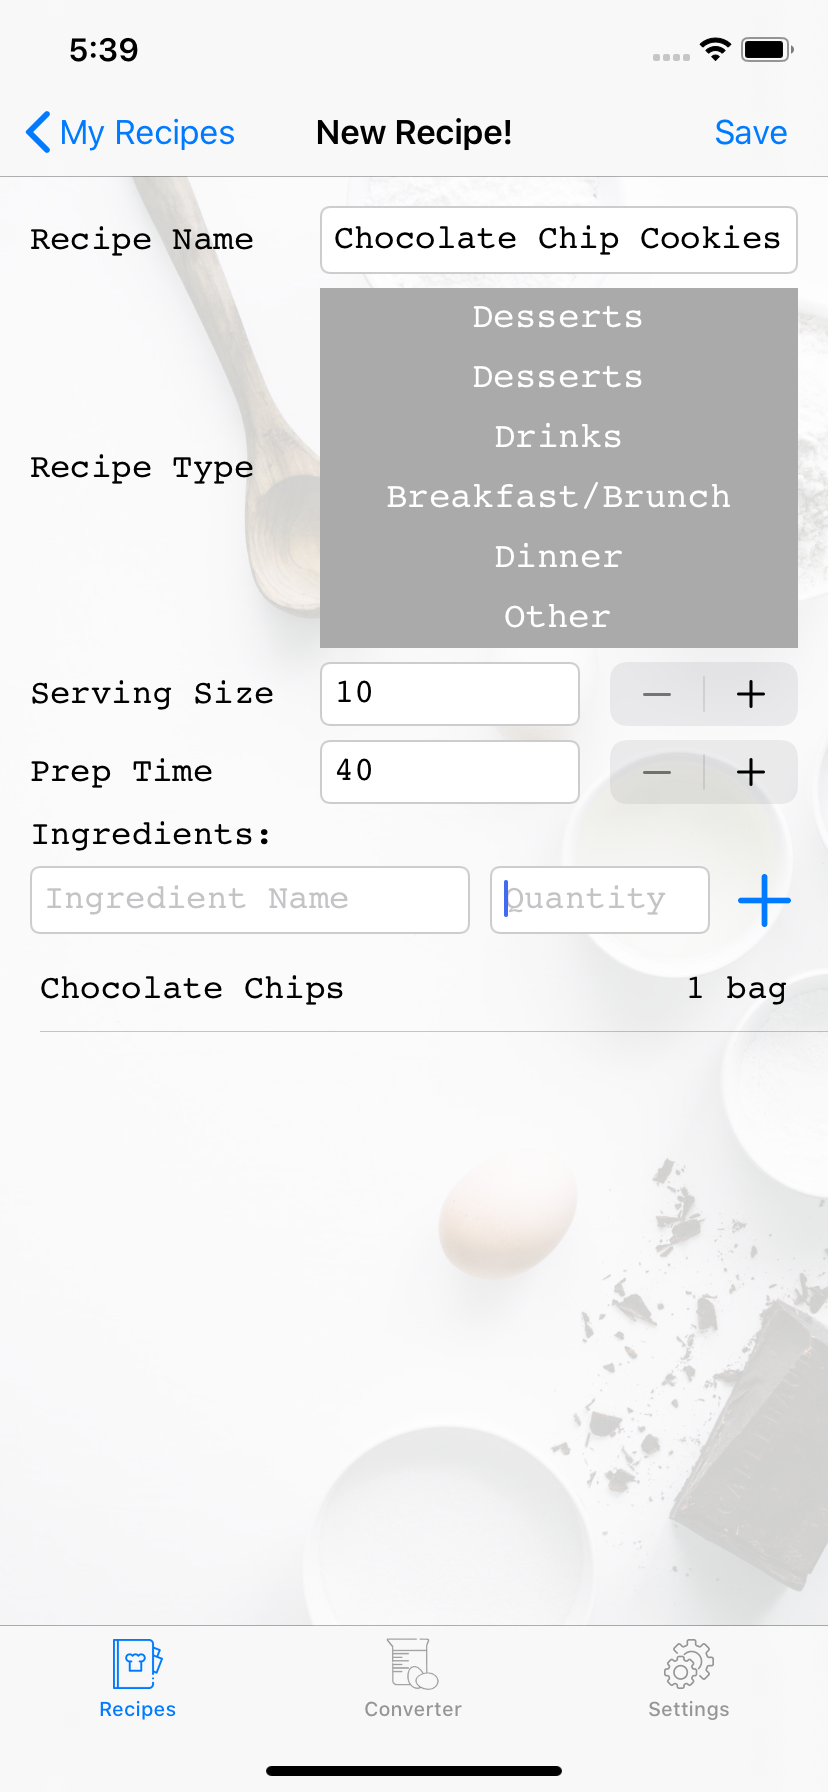 5:39
My Recipes New Recipe! Save
Recipe Name Chocolate Chip Cookies
Desserts
Desserts
Drinks
Recipe Type
Breakfast/Brunch
Dinner
Other
Serving Size 10 − +
Prep Time 40 − +
Ingredients:
Ingredient Name Quantity +
Chocolate Chips 1 bag
Recipes Converter Settings